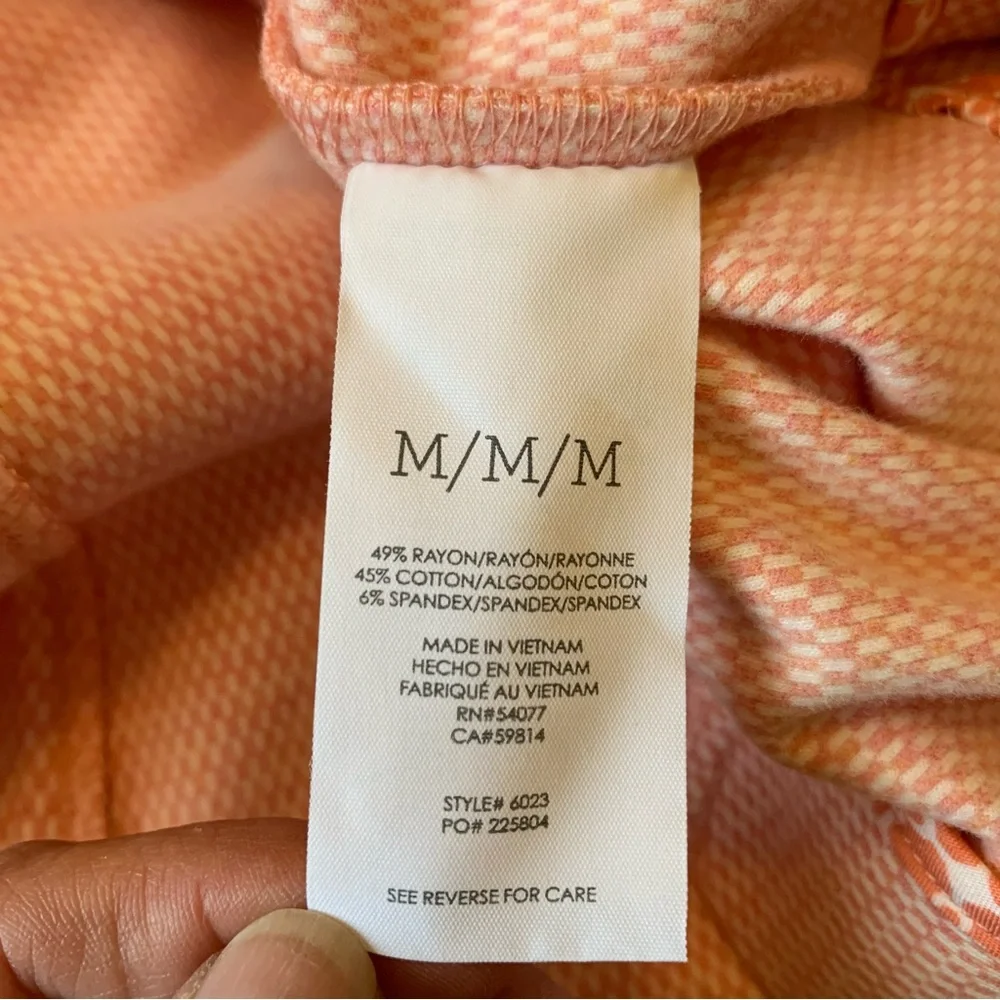 M/M/M
49% RAYON/RAYÓN/RAYONNE
45% COTTON/ALGODÓN/COTON
6% SPANDEX/SPANDEX/SPANDEX
MADE IN VIETNAM
HECHO EN VIETNAM
FABRIQUÉ AU VIETNAM
RN#54077
CA#59814
STYLE# 6023
PO# 225804
SEE REVERSE FOR CARE